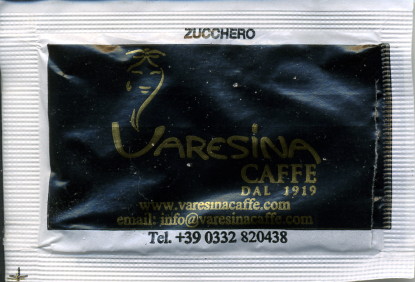 ZUCCHERO
VARESINA
CAFFE
DAL 1919
www.varesinacaffe.com
email: info@varesinacaffe.com
Tel. +39 0332 820438